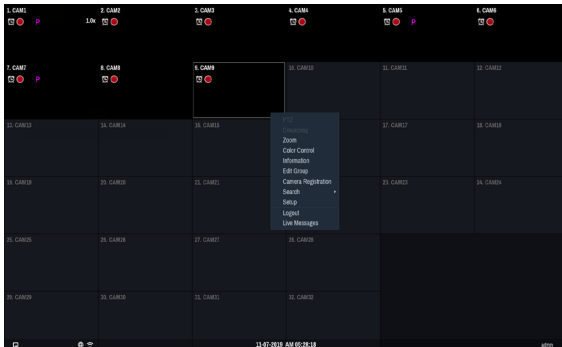 1. CAM1
2. CAM2
3. CAM3
4. CAM4
5. CAM5
6. CAM6
P
1.0x
P
7. CAM7
8. CAM8
9. CAM9
10. CAM10
11. CAM11
12. CAM12
P
13. CAM13
14. CAM14
15. CAM15
17. CAM17
18. CAM18
PTZ
Dewarping
Zoom
Color Control
Information
Edit Group
Camera Registration
Search
Setup
Logout
Live Messages
19. CAM19
20. CAM20
21. CAM21
23. CAM23
24. CAM24
25. CAM25
26. CAM26
27. CAM27
28. CAM28
29. CAM29
30. CAM30
31. CAM31
32. CAM32
11-07-2019 AM 05:28:18
admin